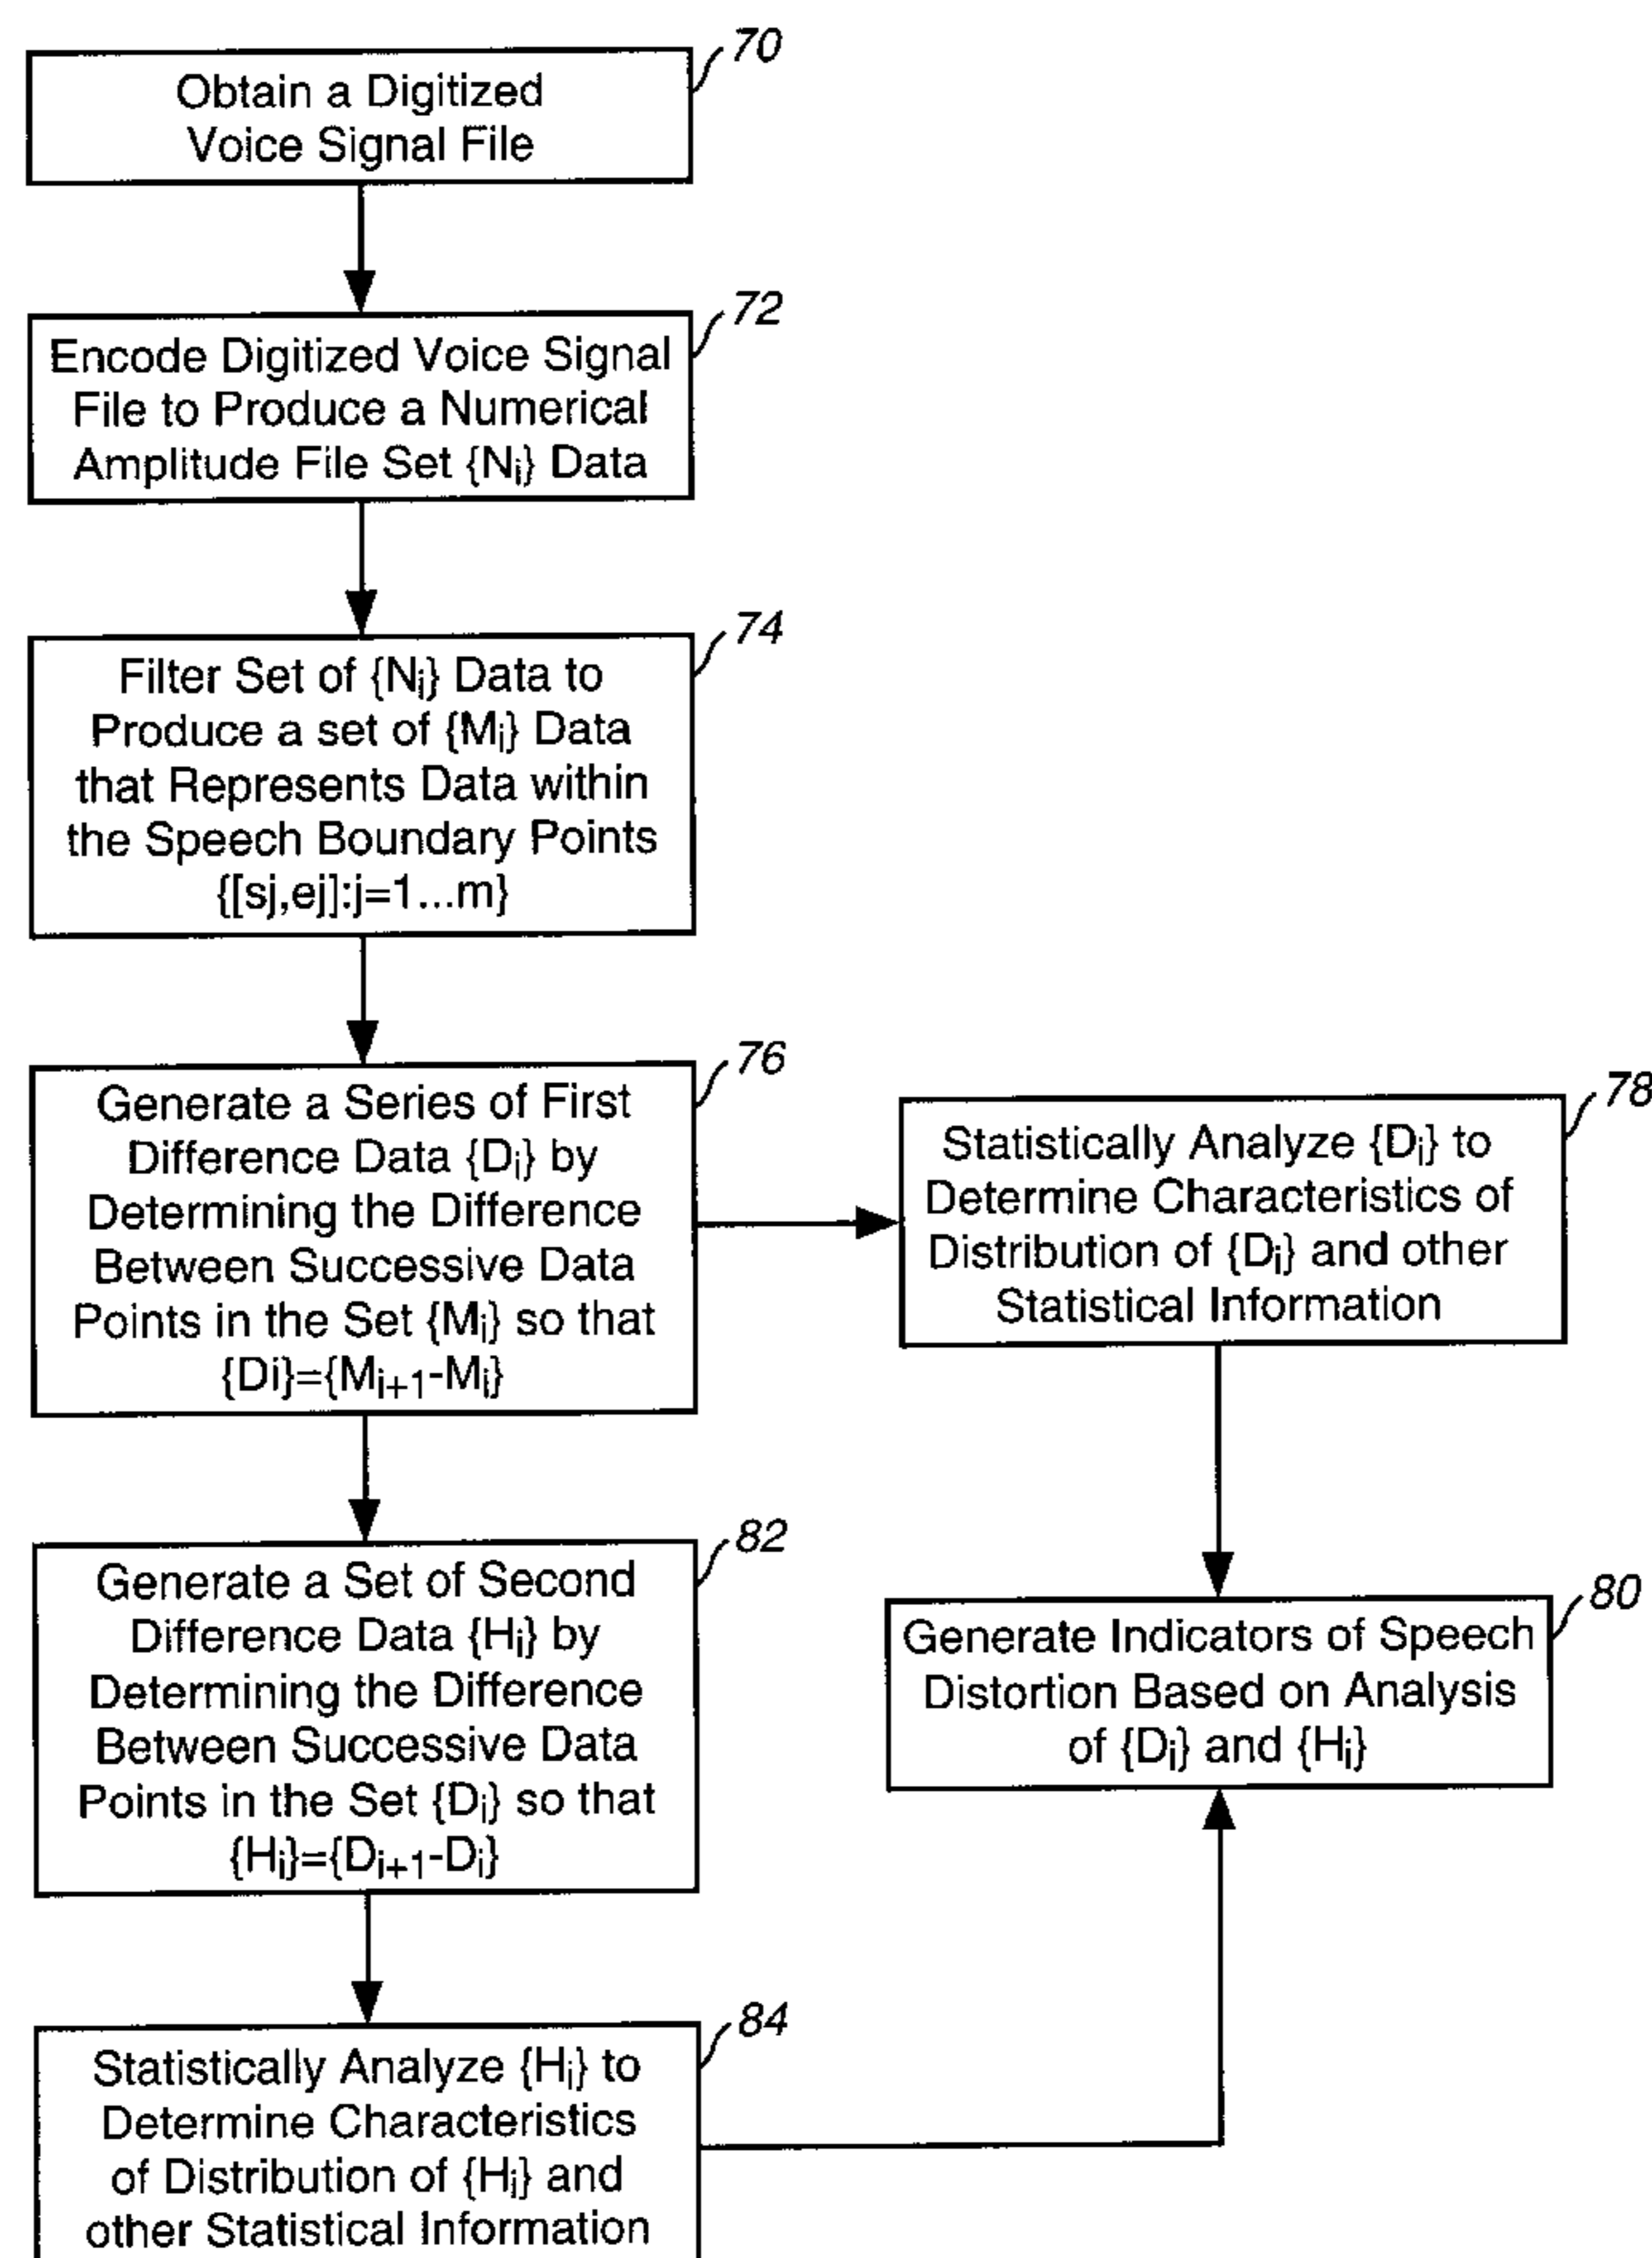 70
Obtain a Digitized
Voice Signal File
72
Encode Digitized Voice Signal
File to Produce a Numerical
Amplitude File Set {Ni} Data
74
Filter Set of {Ni} Data to
Produce a set of {Mi} Data
that Represents Data within
the Speech Boundary Points
{[sj,ej]:j=1...m}
76
Generate a Series of First
Difference Data {Di} by
Determining the Difference
Between Successive Data
Points in the Set {Mi} so that
{Di}={Mi+1-Mi}
78
Statistically Analyze {Di} to
Determine Characteristics of
Distribution of {Di} and other
Statistical Information
82
Generate a Set of Second
Difference Data {Hi} by
Determining the Difference
Between Successive Data
Points in the Set {Di} so that
{Hi}={Di+1-Di}
80
Generate Indicators of Speech
Distortion Based on Analysis
of {Di} and {Hi}
84
Statistically Analyze {Hi} to
Determine Characteristics
of Distribution of {Hi} and
other Statistical Information